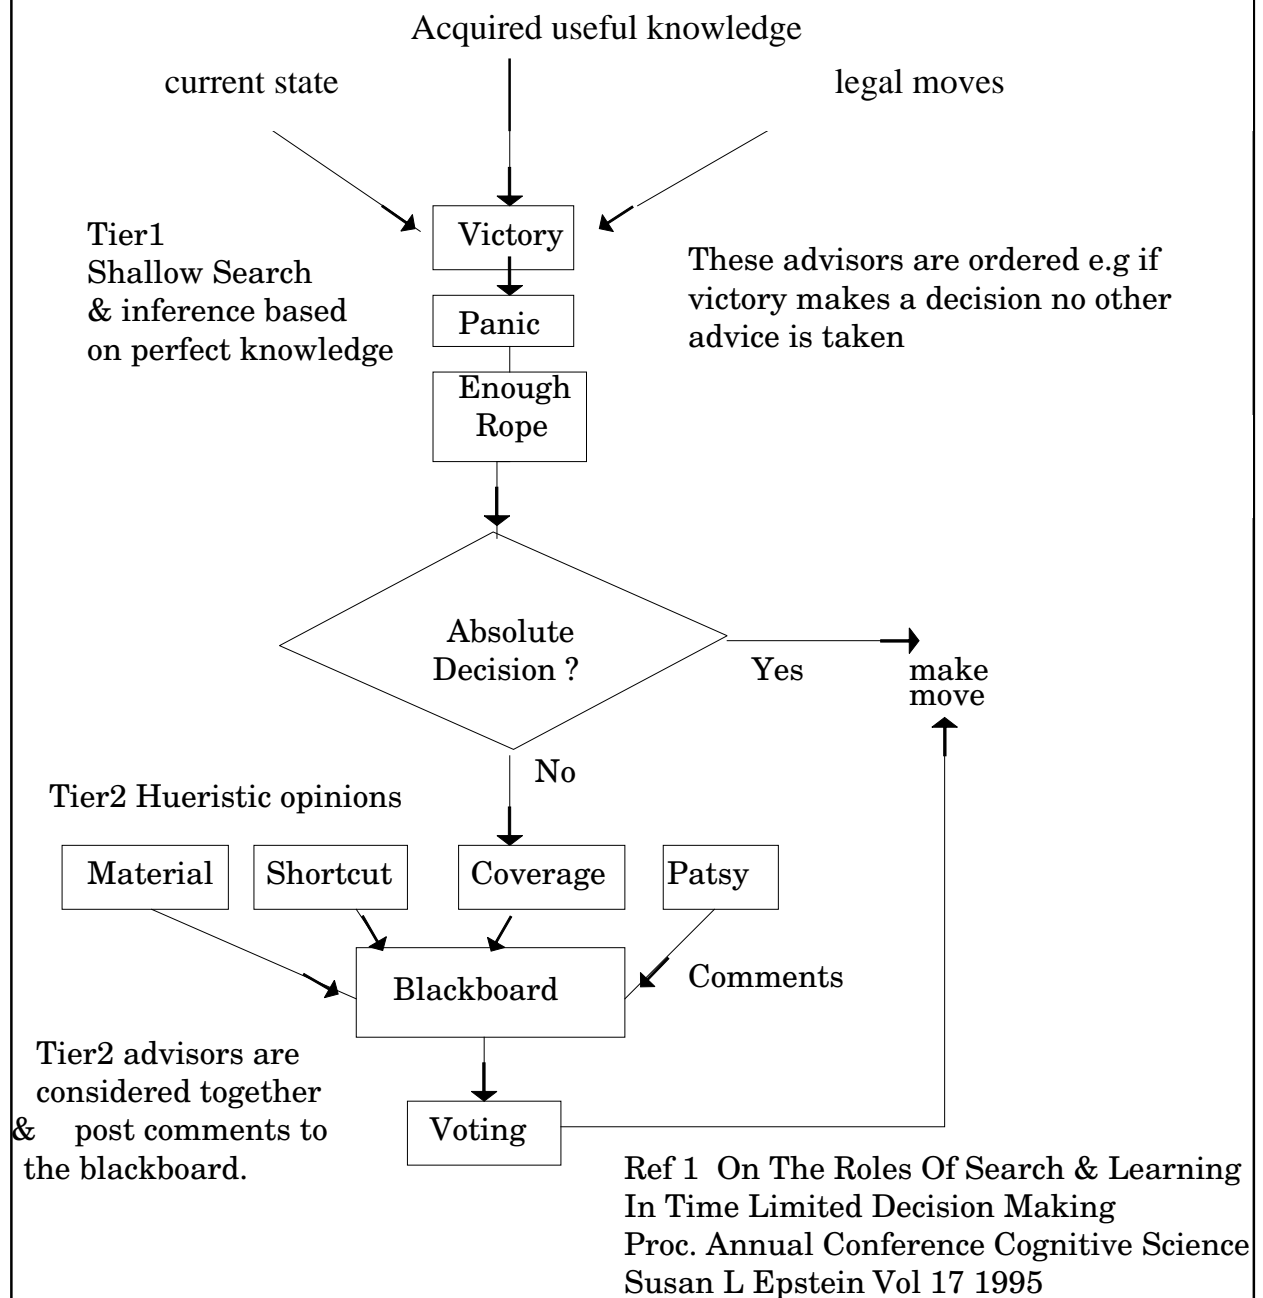 Acquired useful knowledge
current state
legal moves
Victory
Tier1
Shallow Search
& inference based
on perfect knowledge
These advisors are ordered e.g if
victory makes a decision no other
advice is taken
Panic
Enough
Rope
Absolute
Decision ?
Yes
make
move
No
Tier2 Hueristic opinions
Material
Shortcut
Coverage
Patsy
Blackboard
Comments
Tier2 advisors are
considered together
& post comments to
the blackboard.
Voting
Ref 1 On The Roles Of Search & Learning
In Time Limited Decision Making
Proc. Annual Conference Cognitive Science
Susan L Epstein Vol 17 1995